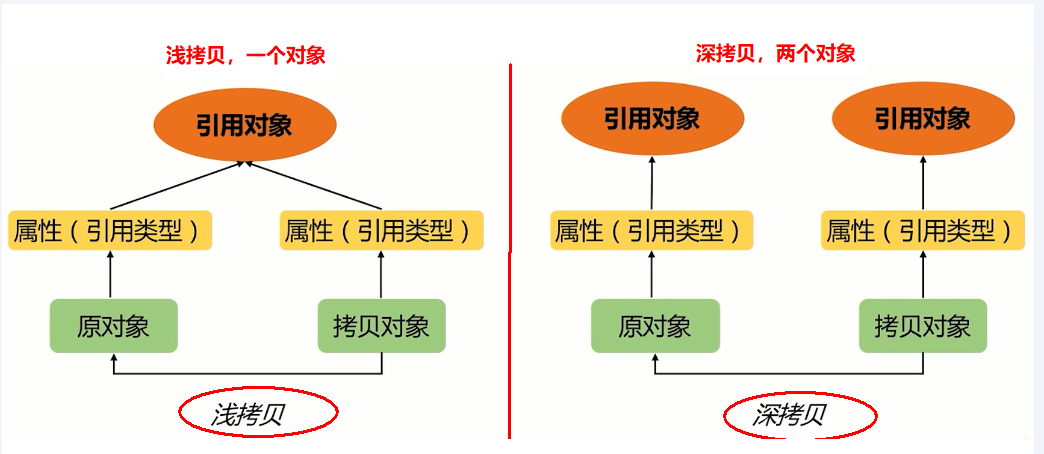 浅拷贝，一个对象
引用对象
属性（引用类型）
属性（引用类型）
原对象
拷贝对象
浅拷贝
深拷贝，两个对象
引用对象
引用对象
属性（引用类型）
属性（引用类型）
原对象
拷贝对象
深拷贝